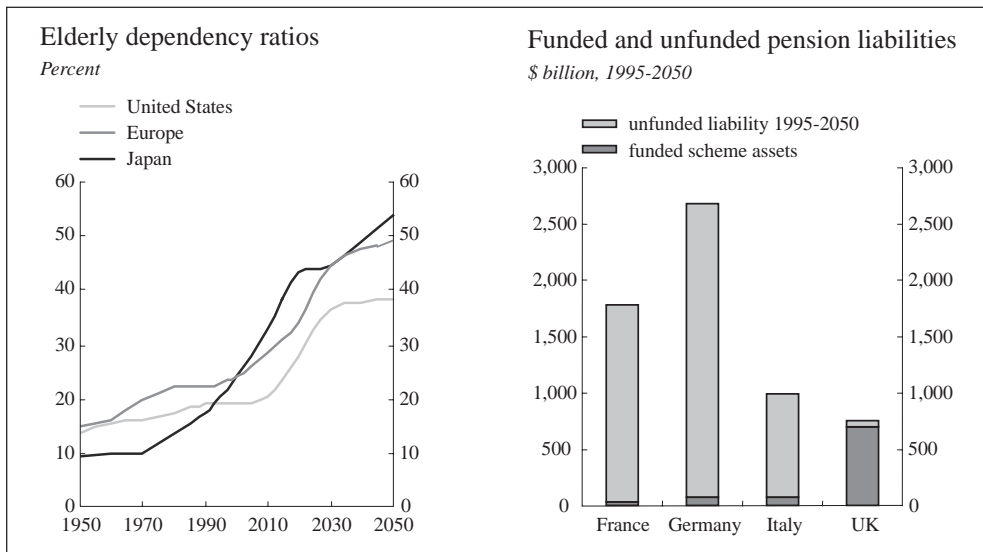 Elderly dependency ratios
Percent
United States
Europe
Japan
60 60
50 50
40 40
30 30
20 20
10 10
0 0
1950 1970 1990 2010 2030 2050
Funded and unfunded pension liabilities
$ billion, 1995-2050
unfunded liability 1995-2050
funded scheme assets
3,000 3,000
2,500 2,500
2,000 2,000
1,500 1,500
1,000 1,000
500 500
0 0
France Germany Italy UK